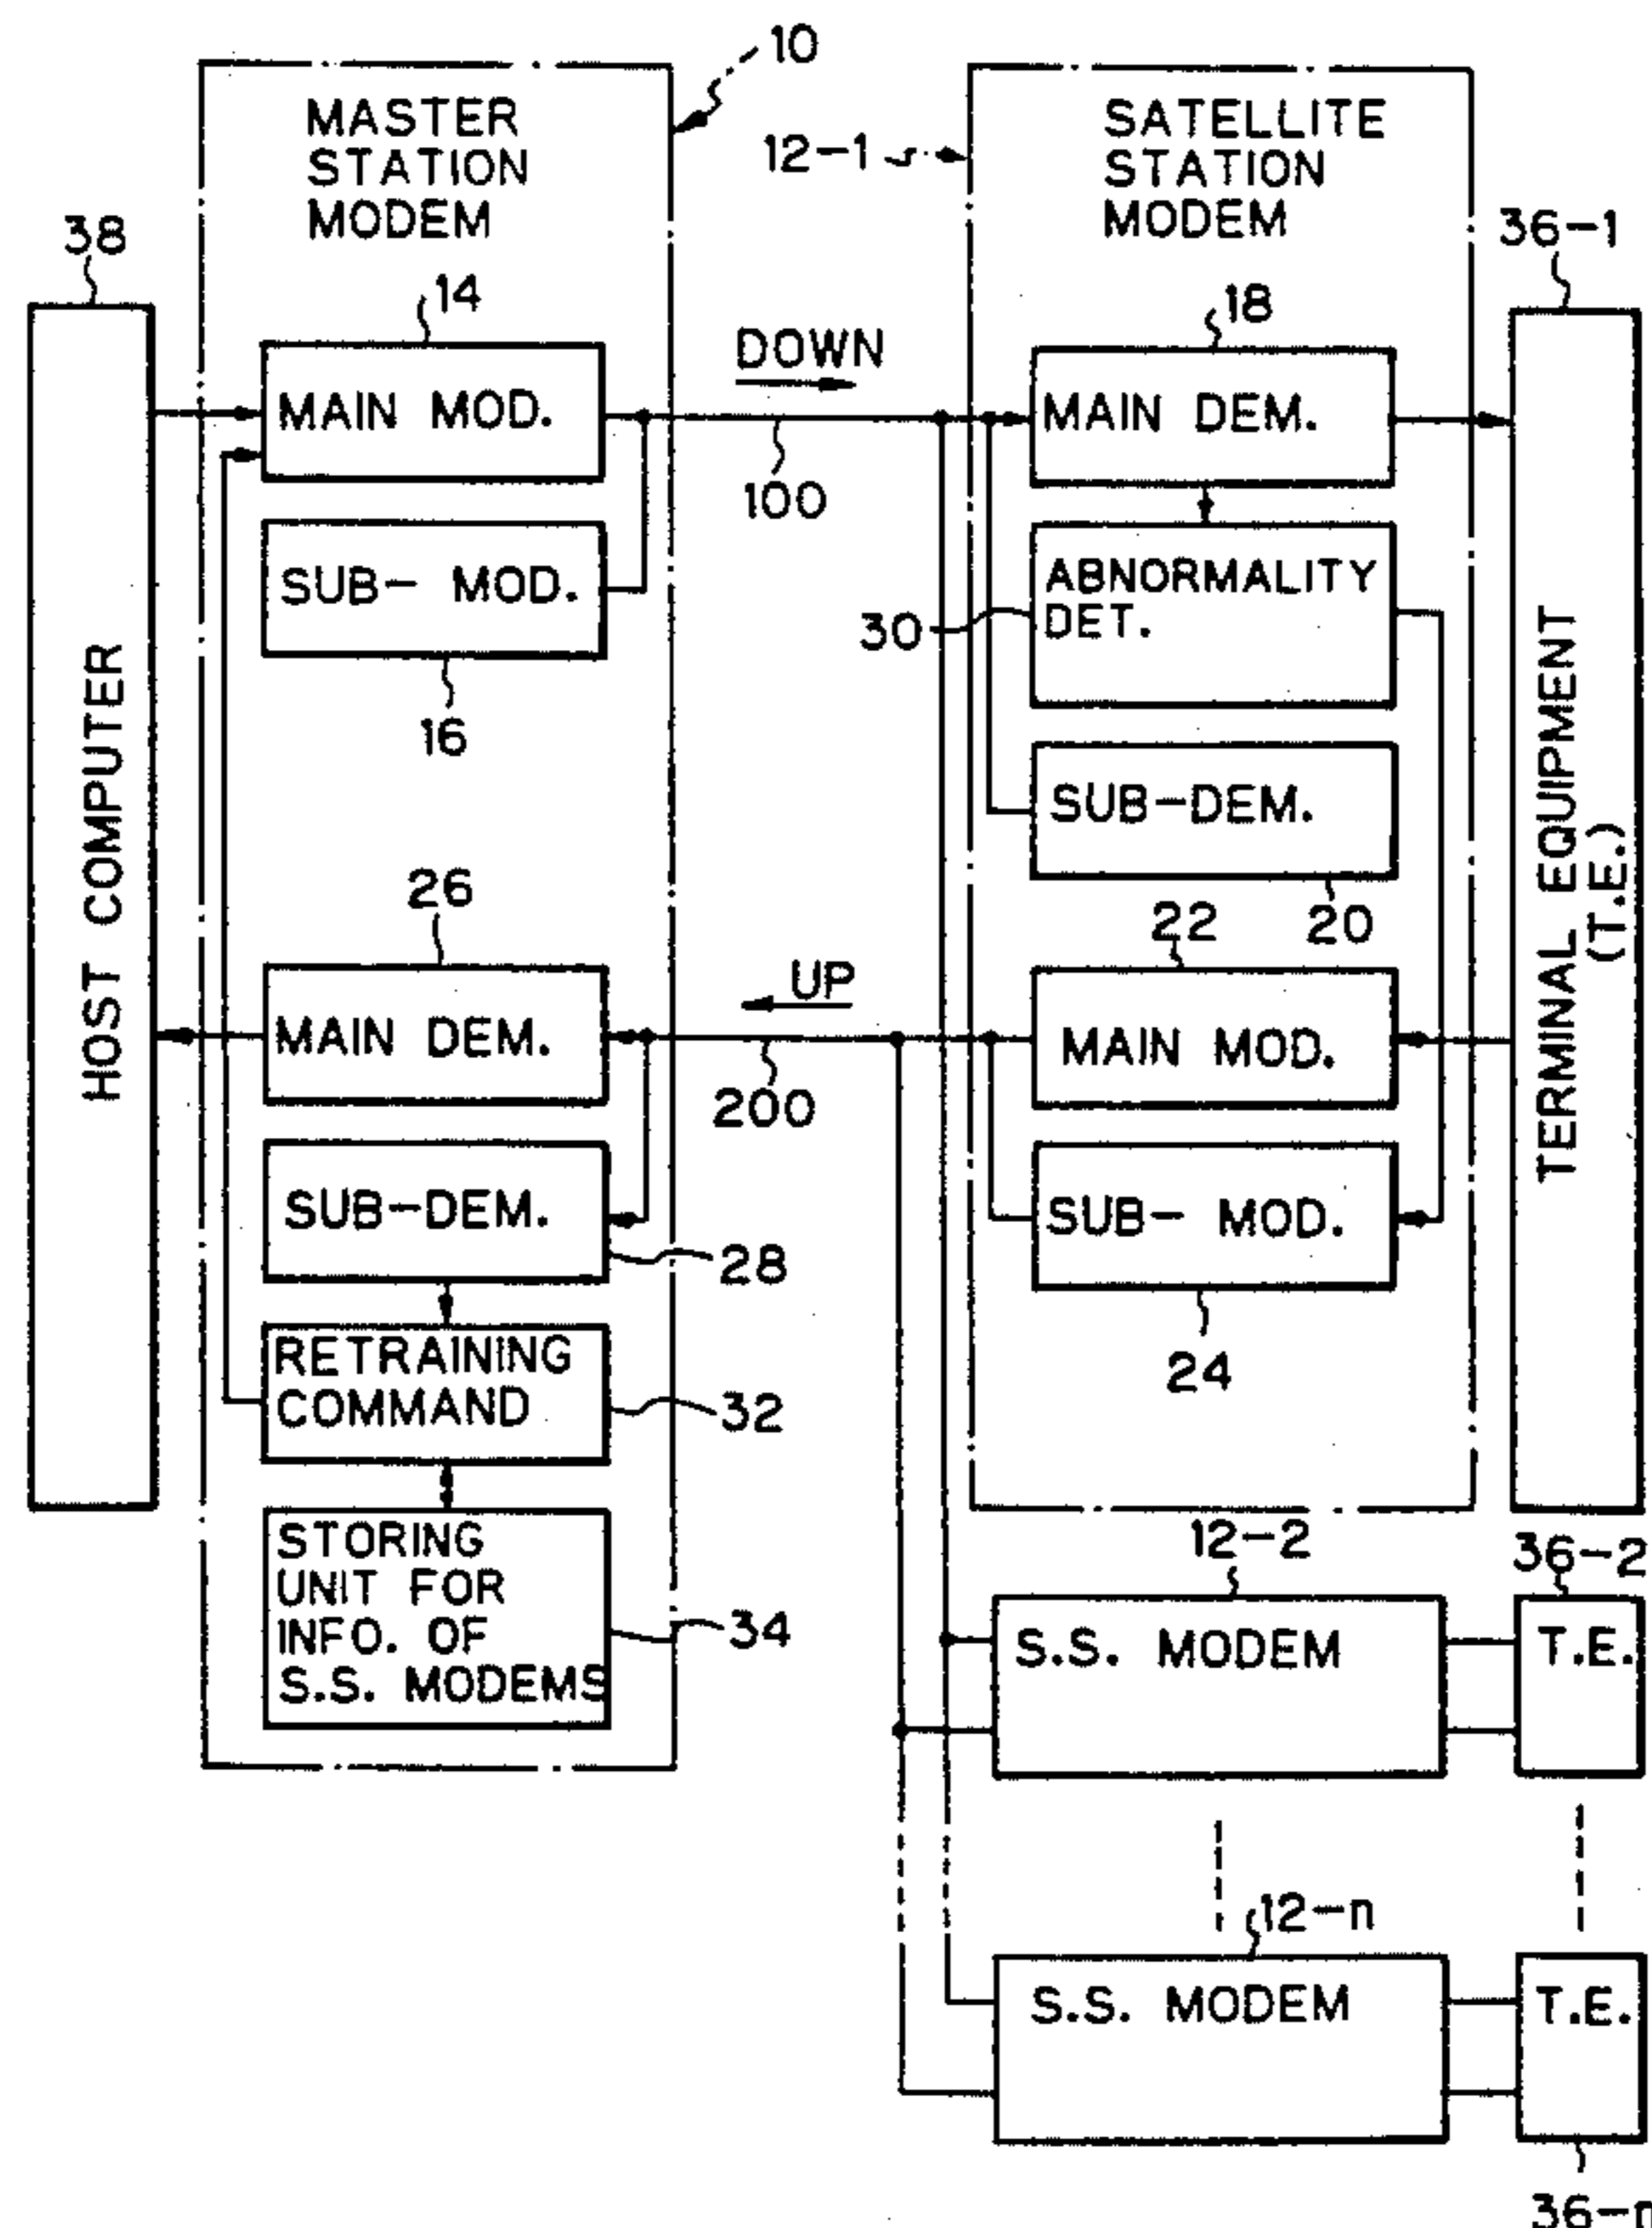 10
MASTER
STATION
MODEM
SATELLITE
STATION
MODEM
12-1
38
36-1
14
18
DOWN
MAIN MOD.
MAIN DEM.
100
SUB- MOD.
ABNORMALITY
DET.
30
16
SUB-DEM.
HOST COMPUTER
TERMINAL EQUIPMENT
(T.E.)
26
22
20
UP
MAIN DEM.
MAIN MOD.
200
SUB-DEM.
SUB- MOD.
28
24
RETRAINING
COMMAND
32
STORING
UNIT FOR
INFO. OF
S.S. MODEMS
34
12-2
36-2
S.S. MODEM
T.E.
12-n
S.S. MODEM
T.E.
36-n